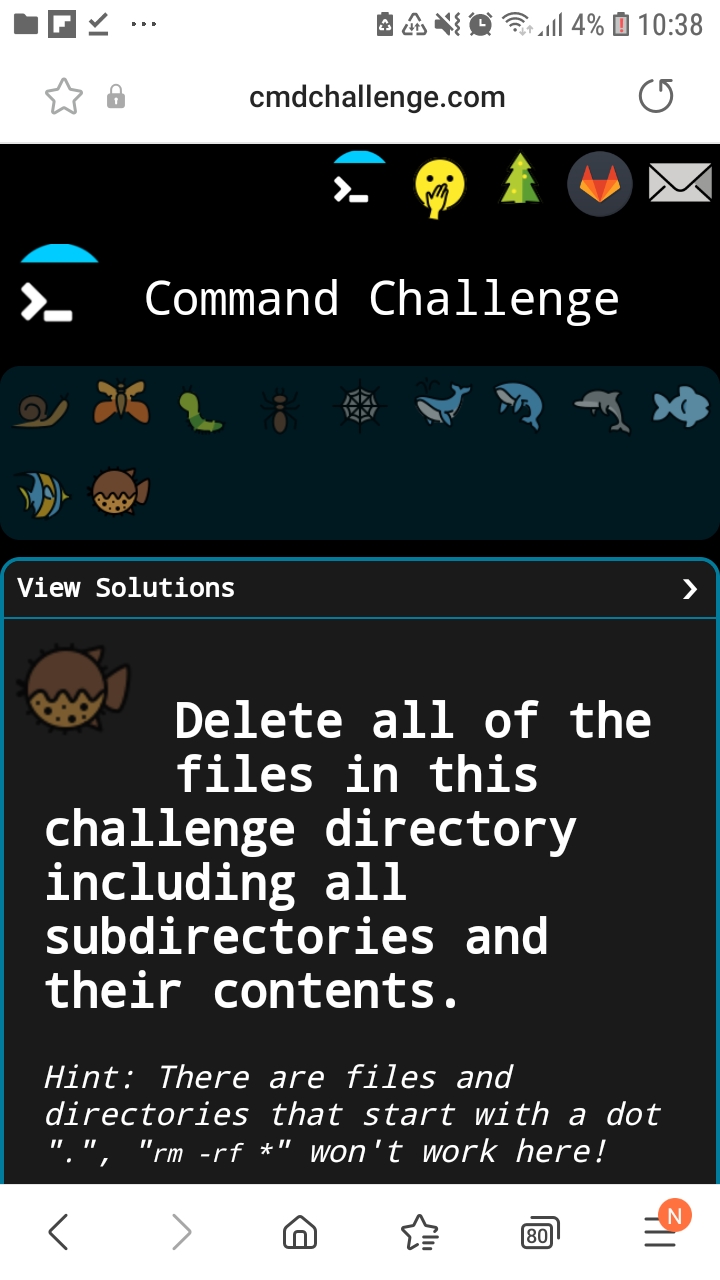 4% 10:38
cmdchallenge.com
Command Challenge
View Solutions
Delete all of the
files in this
challenge directory
including all
subdirectories and
their contents.
Hint: There are files and
directories that start with a dot
".", "rm -rf *" won't work here!
80
N